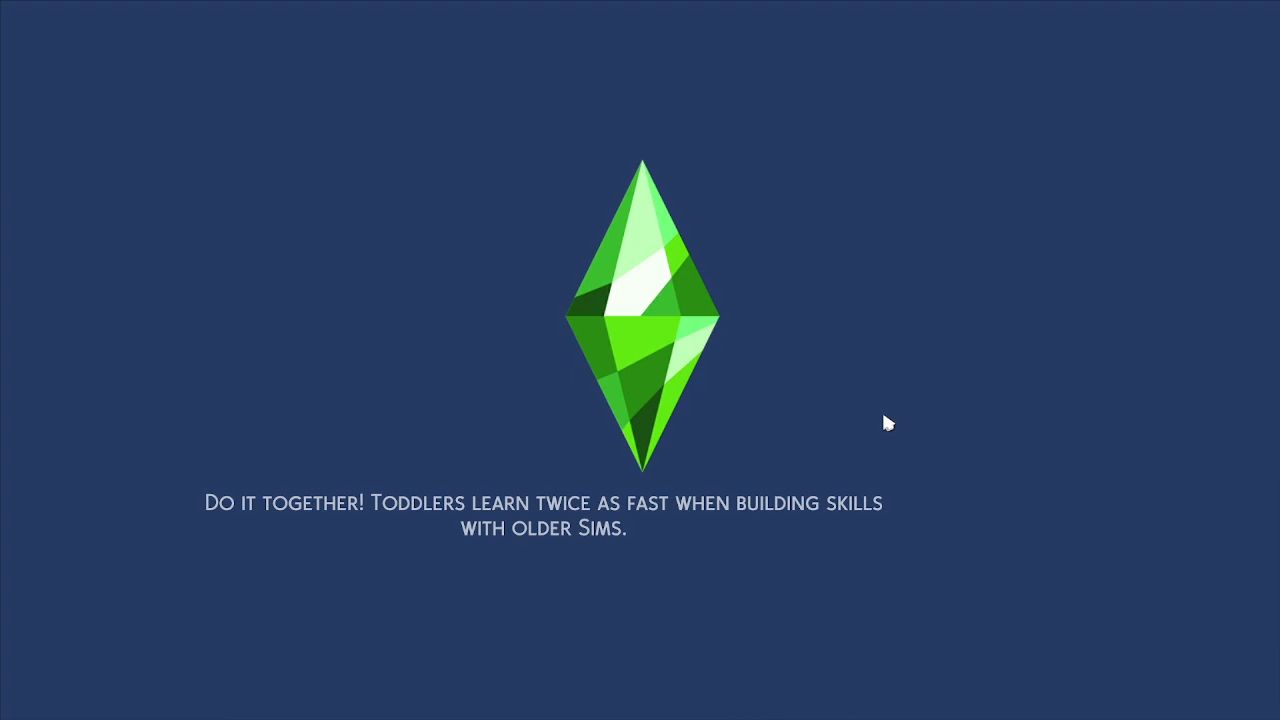 Do it together! Toddlers learn twice as fast when building skills
with older Sims.